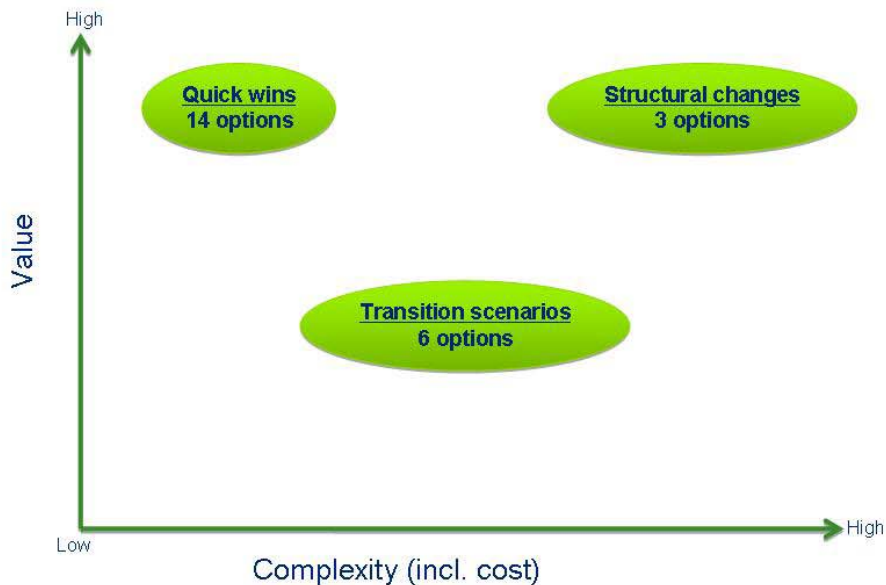 High
Quick wins
14 options
Structural changes
3 options
Value
Transition scenarios
6 options
High
Low
Complexity (incl. cost)